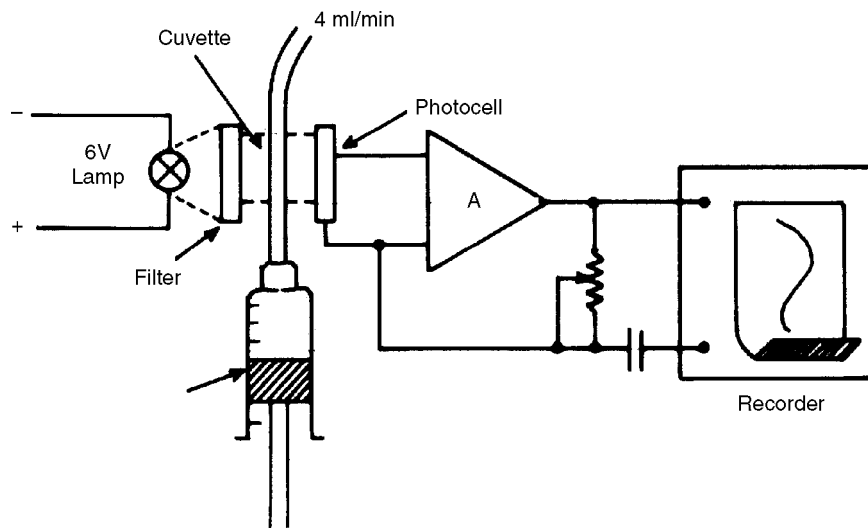 4 ml/min
Cuvette
Photocell
–
6V
Lamp
A
+
Filter
Recorder